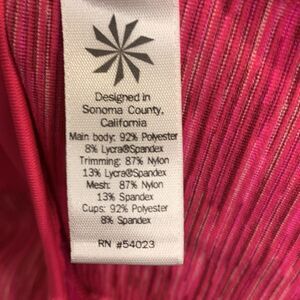 Designed in
Sonoma County,
California
Main body: 92% Polyester
8% Lycra®Spandex
Trimming: 87% Nylon
13% Lycra®Spandex
Mesh: 87% Nylon
13% Spandex
Cups: 92% Polyester
8% Spandex
RN #54023